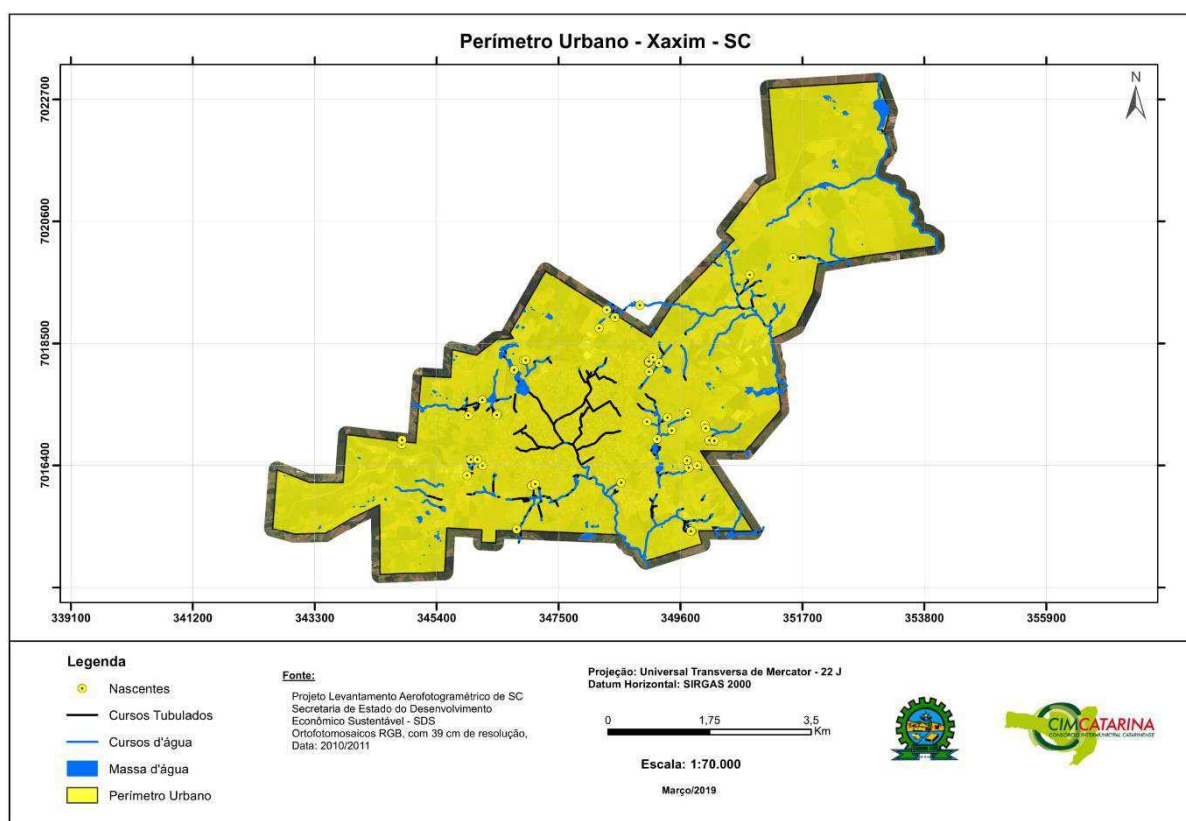 Perímetro Urbano - Xaxim - SC
N
7022700
7020600
7018500
7016400
339100
341200
343300
345400
347500
349600
351700
353800
355900
Legenda
Nascentes
Cursos Tubulados
Cursos d'água
Massa d'água
Perímetro Urbano
Fonte:
Projeto Levantamento Aerofotogramétrico de SC
Secretaria de Estado do Desenvolvimento
Econômico Sustentável - SDS
Ortofotomosaicos RGB, com 39 cm de resolução,
Data: 2010/2011
Projeção: Universal Transversa de Mercator - 22 J
Datum Horizontal: SIRGAS 2000
0 1,75 3,5
Km
Escala: 1:70.000
Março/2019
CIMCATARINA
CONSÓRCIO INTERMUNICIPAL CATARINENSE